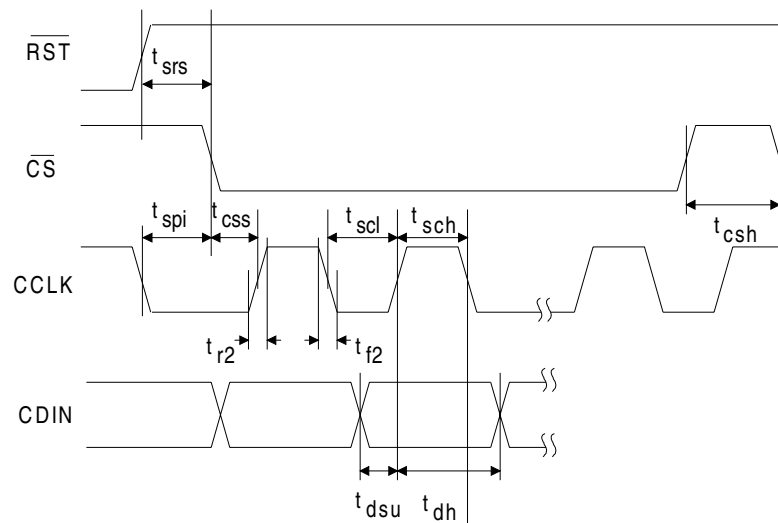 RST
t srs
CS
t spi t css t scl t sch t csh
CCLK
t r2 t f2
CDIN
t dsu t dh